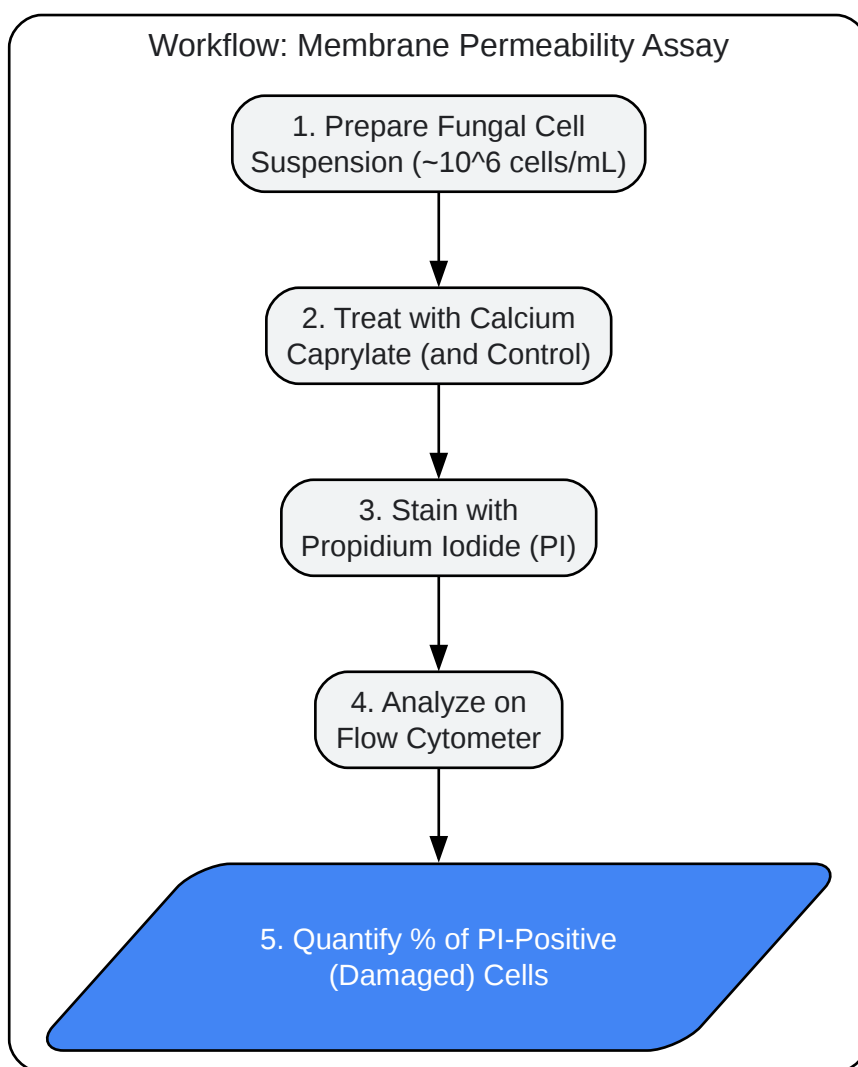 Workflow: Membrane Permeability Assay
1. Prepare Fungal Cell
Suspension (~10^6 cells/mL)
2. Treat with Calcium
Caprylate (and Control)
3. Stain with
Propidium Iodide (PI)
4. Analyze on
Flow Cytometer
5. Quantify % of PI-Positive
(Damaged) Cells